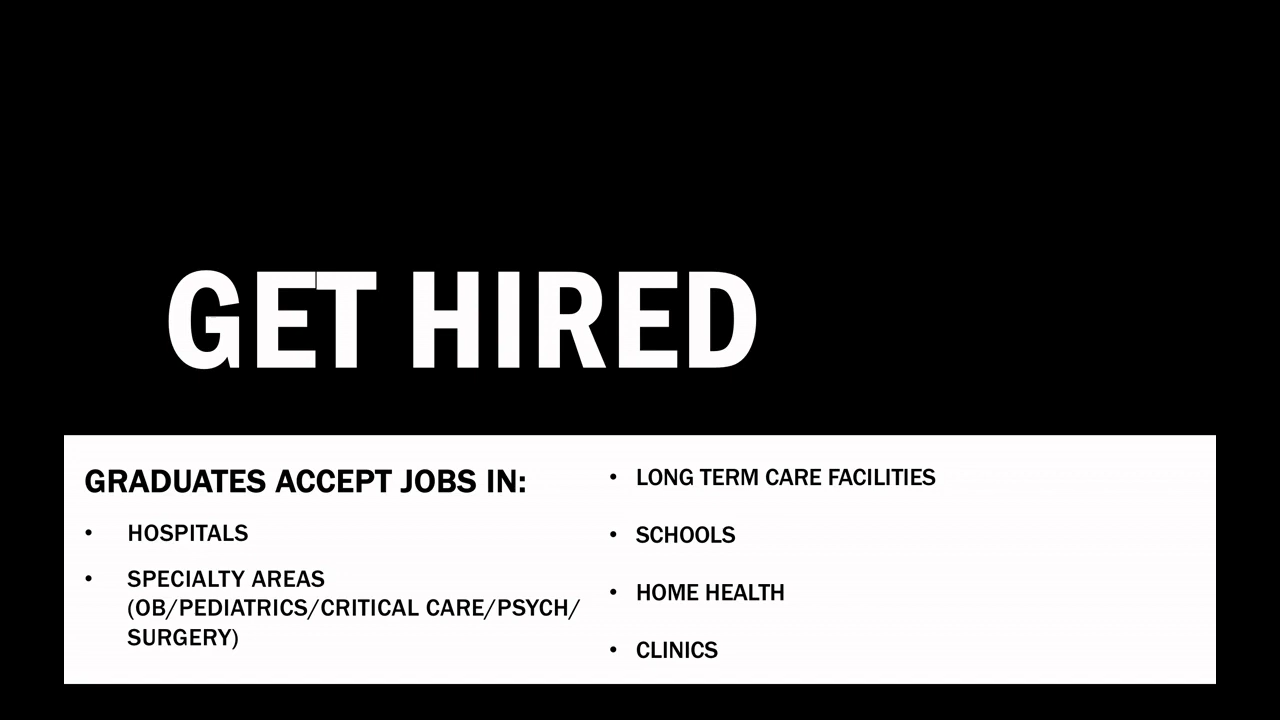 GET HIRED
GRADUATES ACCEPT JOBS IN:
• HOSPITALS
• SPECIALTY AREAS
(OB/PEDIATRICS/CRITICAL CARE/PSYCH/
SURGERY)
• LONG TERM CARE FACILITIES
• SCHOOLS
• HOME HEALTH
• CLINICS